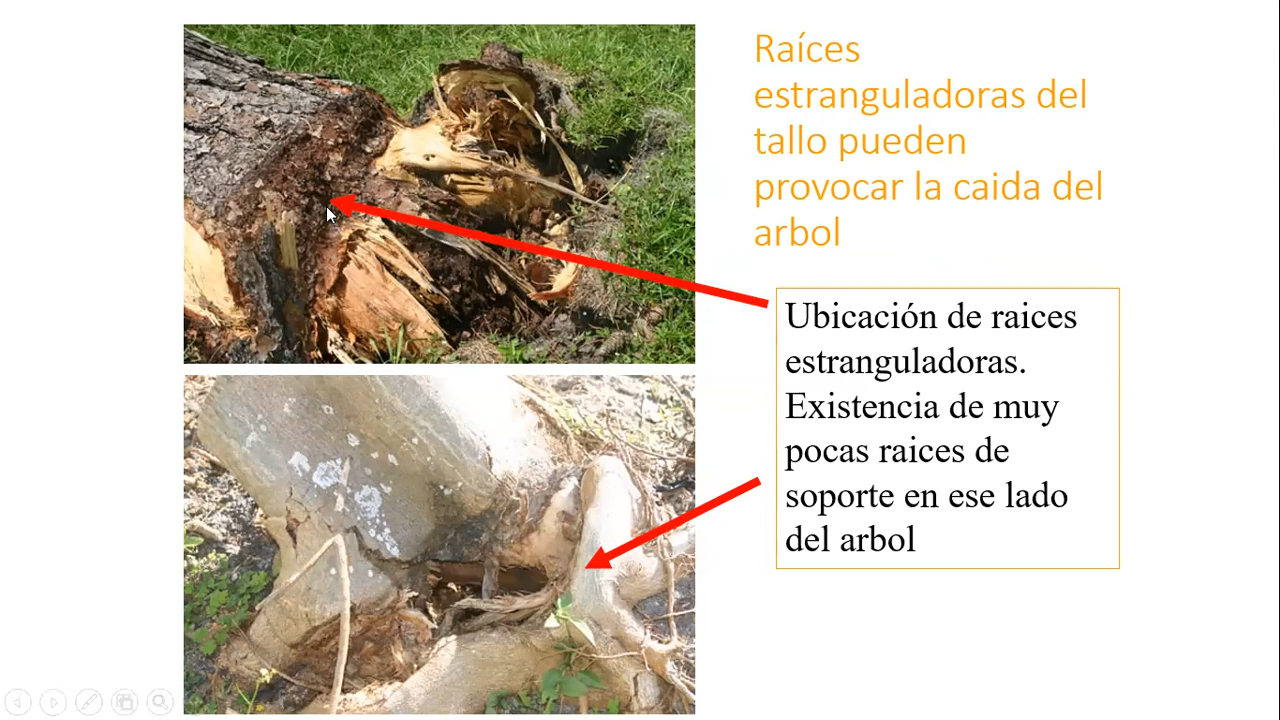 Raíces
estranguladoras del
tallo pueden
provocar la caida del
arbol
Ubicación de raices
estranguladoras.
Existencia de muy
pocas raices de
soporte en ese lado
del arbol